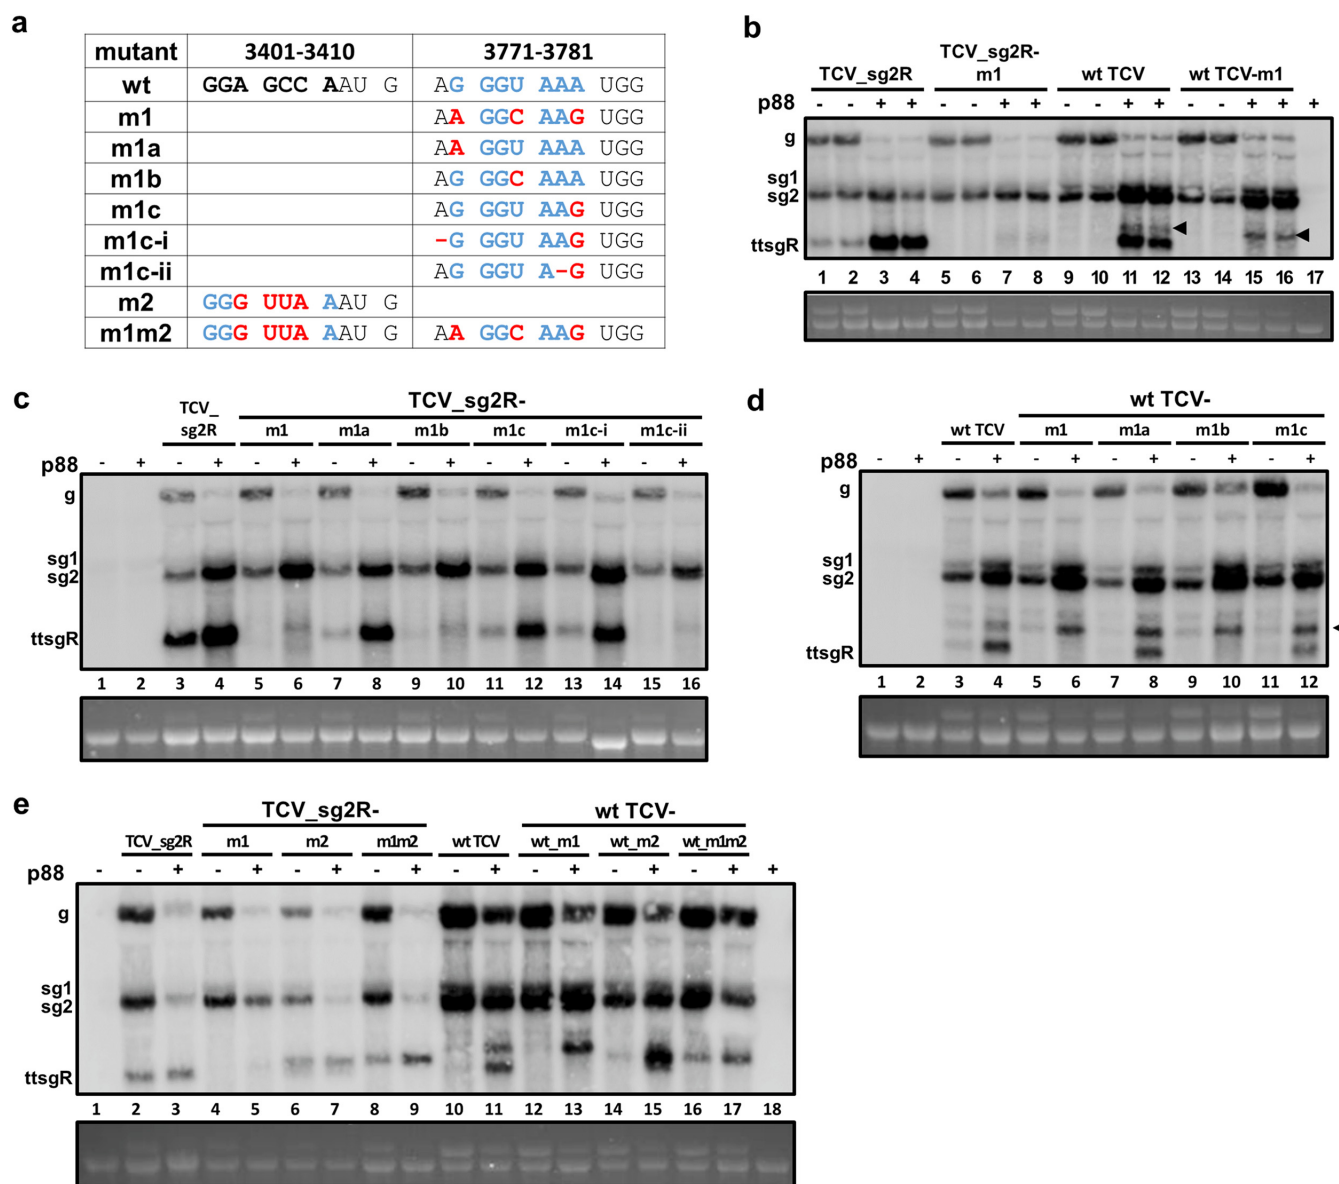 a
mutant 3401-3410 3771-3781
wt GGA GCC AAU G AG GGUU AAA UGG
m1 AA GGC AAG UGG
m1a AA GGU AAA UGG
m1b AG GGC AAA UGG
m1c AG GGU AAG UGG
m1c-i -G GGU AAG UGG
m1c-ii AG GGU A-G UGG
m2 GGG UUA AAU G
m1m2 GGG UUA AAU G AA GGC AAG UGG
b
TCV_sg2R TCV_sg2R-m1 wt TCV wt TCV-m1
p88 - - + + - - + + - - + + - - + + +
g
sg1
sg2
ttsgR
1 2 3 4 5 6 7 8 9 10 11 12 13 14 15 16 17
c
TCV_sg2R-
TCV_
sg2R m1 m1a m1b m1c m1c-i m1c-ii
p88 - + - + - + - + - + - + - + - +
g
sg1
sg2
ttsgR
1 2 3 4 5 6 7 8 9 10 11 12 13 14 15 16
d
wt TCV-
wt TCV m1 m1a m1b m1c
p88 - + - + - + - + - + - +
g
sg1
sg2
ttsgR
1 2 3 4 5 6 7 8 9 10 11 12
e
TCV_sg2R- wt TCV-
TCV_sg2R m1 m2 m1m2 wt TCV wt_m1 wt_m2 wt_m1m2
p88 - - + - + - + - + - + - + - + - + +
g
sg1
sg2
ttsgR
1 2 3 4 5 6 7 8 9 10 11 12 13 14 15 16 17 18